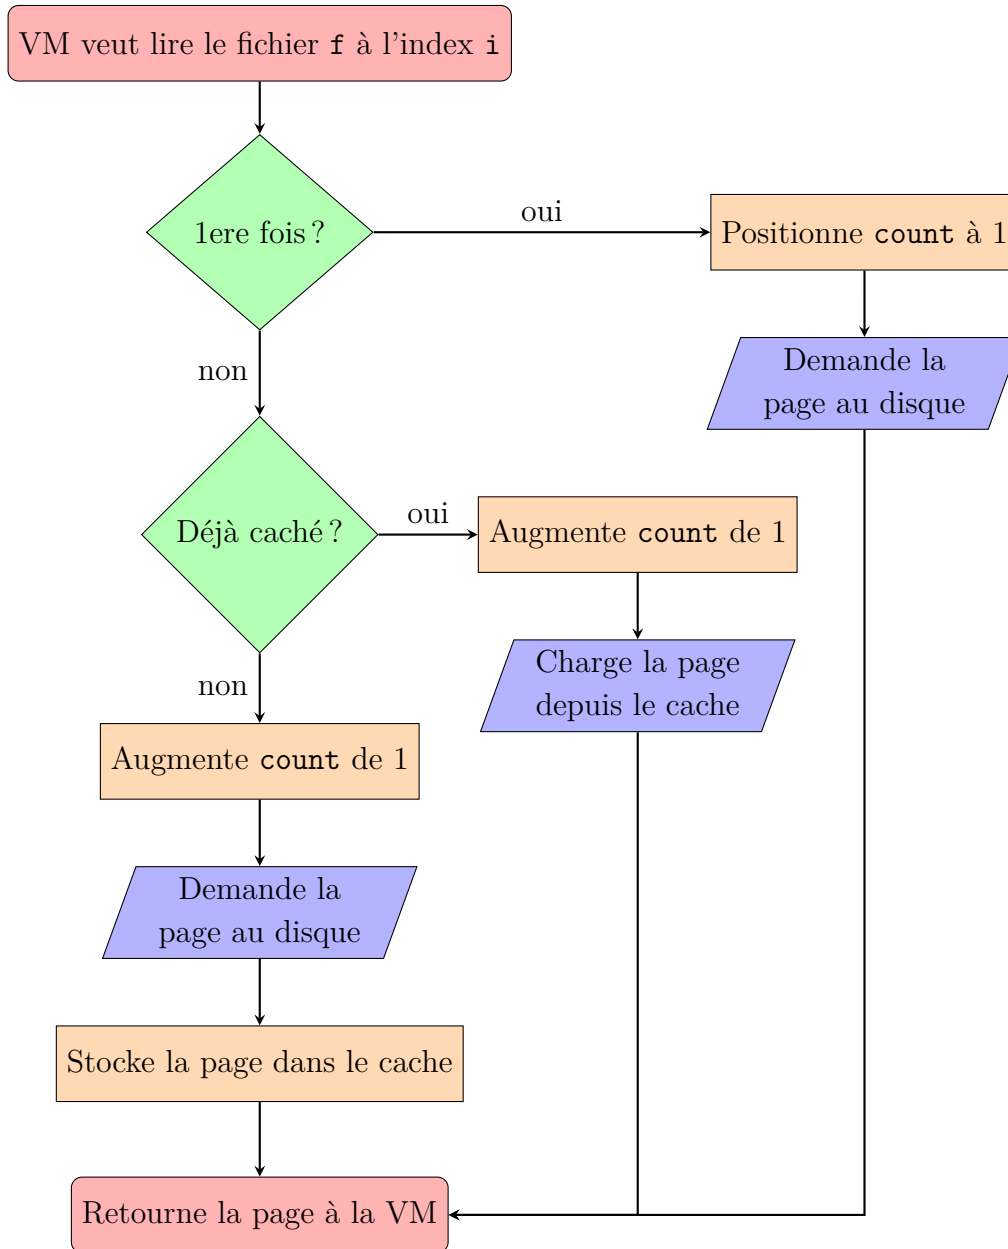 VM veut lire le fichier f à l'index i
1ere fois ?
oui
Positionne count à 1
Demande la
page au disque
non
Déjà caché ?
oui
Augmente count de 1
Charge la page
depuis le cache
non
Augmente count de 1
Demande la
page au disque
Stocke la page dans le cache
Retourne la page à la VM